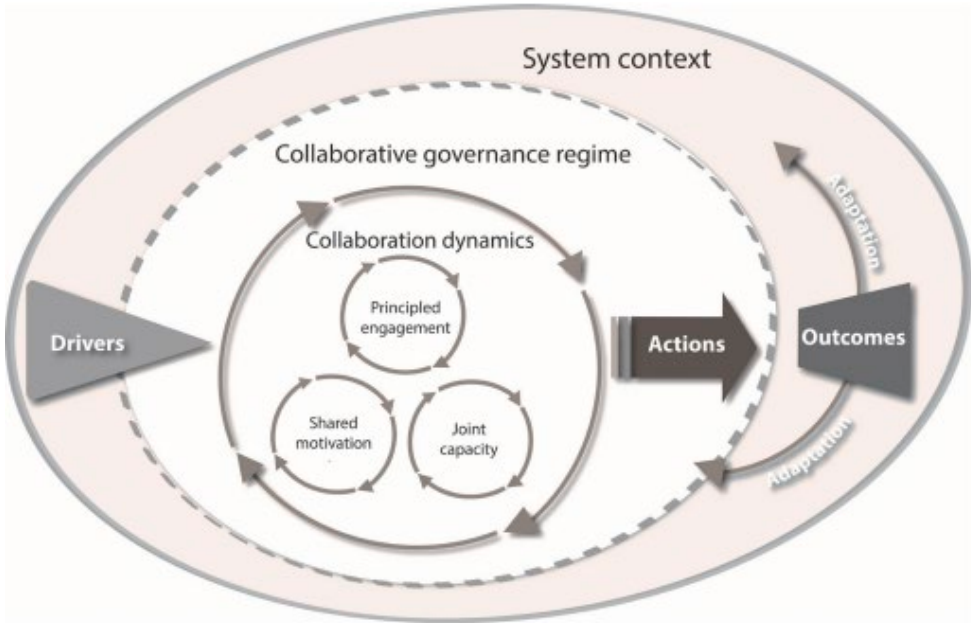 System context
Collaborative governance regime
Collaboration dynamics
Principled
engagement
Shared
motivation
Joint
capacity
Drivers
Actions
Outcomes
Adaptation
Adaptation